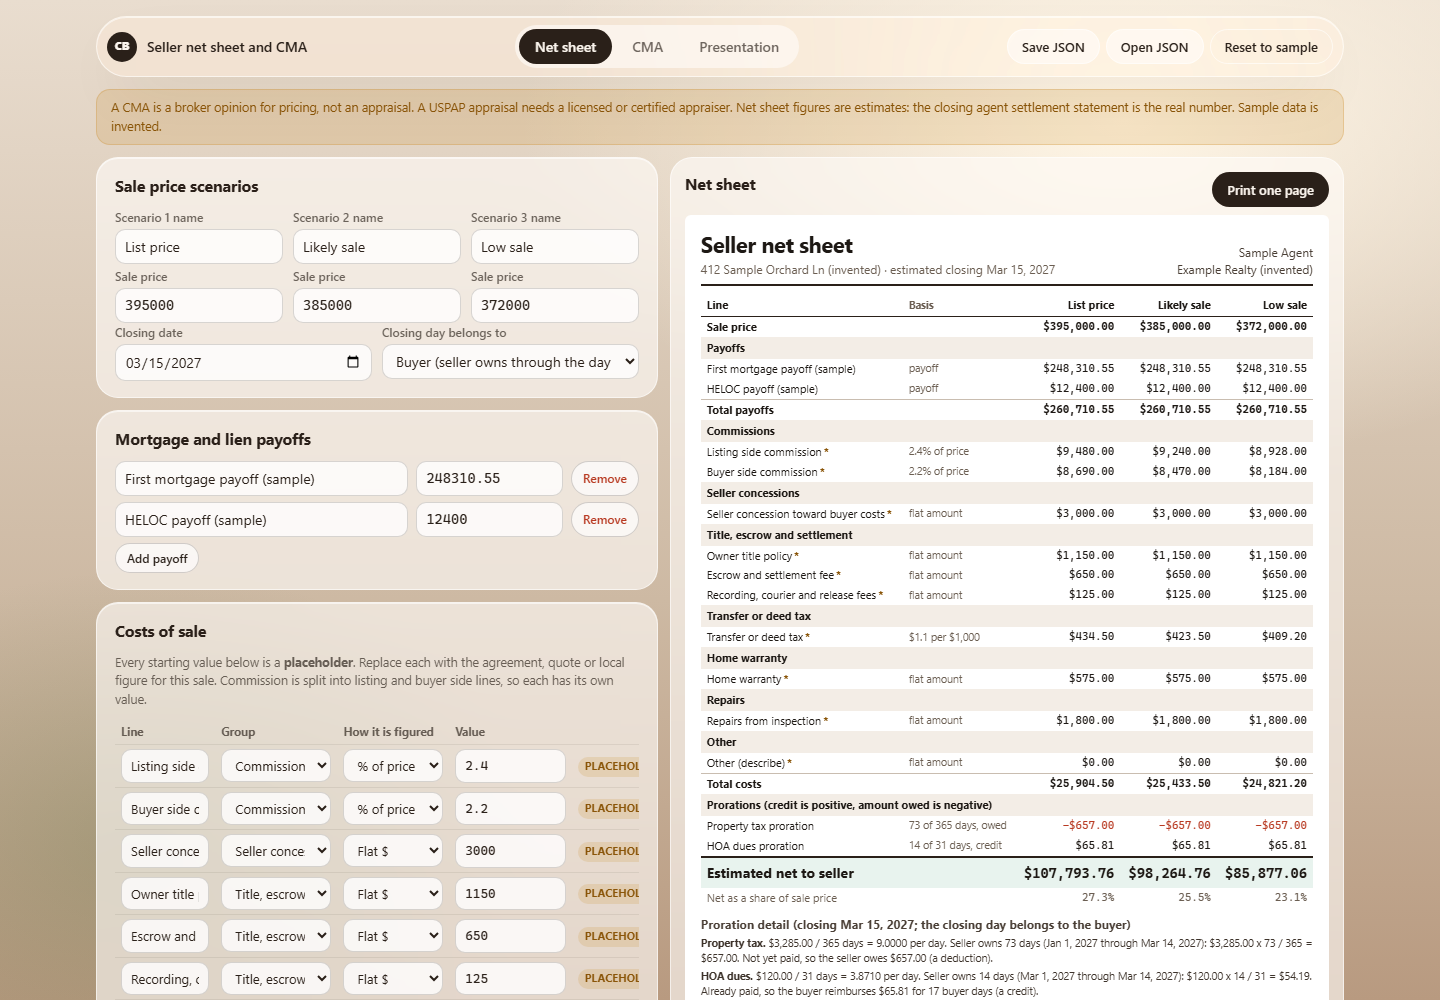 CB Seller net sheet and CMA Net sheet CMA Presentation Save JSON Open JSON Reset to sample
A CMA is a broker opinion for pricing, not an appraisal. A USPAP appraisal needs a licensed or certified appraiser. Net sheet figures are estimates: the closing agent settlement statement is the real number. Sample data is
invented.
Sale price scenarios
Scenario 1 name Scenario 2 name Scenario 3 name
List price Likely sale Low sale
Sale price Sale price Sale price
395000 385000 372000
Closing date Closing day belongs to
03/15/2027 Buyer (seller owns through the day
Mortgage and lien payoffs
First mortgage payoff (sample) 248310.55 Remove
HELOC payoff (sample) 12400 Remove
Add payoff
Costs of sale
Every starting value below is a placeholder. Replace each with the agreement, quote or local
figure for this sale. Commission is split into listing and buyer side lines, so each has its own
value.
Line Group How it is figured Value
Listing side Commission % of price 2.4 PLACEHOL
Buyer side c Commission % of price 2.2 PLACEHOL
Seller conce Seller conce Flat $ 3000 PLACEHOL
Owner title Title, escrow Flat $ 1150 PLACEHOL
Escrow and Title, escrow Flat $ 650 PLACEHOL
Recording, c Title, escrow Flat $ 125 PLACEHOL
Net sheet Print one page
Seller net sheet
Sample Agent
412 Sample Orchard Ln (invented) · estimated closing Mar 15, 2027 Example Realty (invented)
Line Basis List price Likely sale Low sale
Sale price $395,000.00 $385,000.00 $372,000.00
Payoffs
First mortgage payoff (sample) payoff $248,310.55 $248,310.55 $248,310.55
HELOC payoff (sample) payoff $12,400.00 $12,400.00 $12,400.00
Total payoffs $260,710.55 $260,710.55 $260,710.55
Commissions
Listing side commission * 2.4% of price $9,480.00 $9,240.00 $8,928.00
Buyer side commission * 2.2% of price $8,690.00 $8,470.00 $8,184.00
Seller concessions
Seller concession toward buyer costs * flat amount $3,000.00 $3,000.00 $3,000.00
Title, escrow and settlement
Owner title policy * flat amount $1,150.00 $1,150.00 $1,150.00
Escrow and settlement fee * flat amount $650.00 $650.00 $650.00
Recording, courier and release fees * flat amount $125.00 $125.00 $125.00
Transfer or deed tax
Transfer or deed tax * $1.1 per $1,000 $434.50 $423.50 $409.20
Home warranty
Home warranty * flat amount $575.00 $575.00 $575.00
Repairs
Repairs from inspection * flat amount $1,800.00 $1,800.00 $1,800.00
Other
Other (describe) * flat amount $0.00 $0.00 $0.00
Total costs $25,904.50 $25,433.50 $24,821.20
Prorations (credit is positive, amount owed is negative)
Property tax proration 73 of 365 days, owed −$657.00 −$657.00 −$657.00
HOA dues proration 14 of 31 days, credit $65.81 $65.81 $65.81
Estimated net to seller $107,793.76 $98,264.76 $85,877.06
Net as a share of sale price 27.3% 25.5% 23.1%
Proration detail (closing Mar 15, 2027; the closing day belongs to the buyer)
Property tax. $3,285.00 / 365 days = 9.0000 per day. Seller owns 73 days (Jan 1, 2027 through Mar 14, 2027): $3,285.00 x 73 / 365 =
$657.00. Not yet paid, so the seller owes $657.00 (a deduction).
HOA dues. $120.00 / 31 days = 3.8710 per day. Seller owns 14 days (Mar 1, 2027 through Mar 14, 2027): $120.00 x 14 / 31 = $54.19.
Already paid, so the buyer reimburses $65.81 for 17 buyer days (a credit).